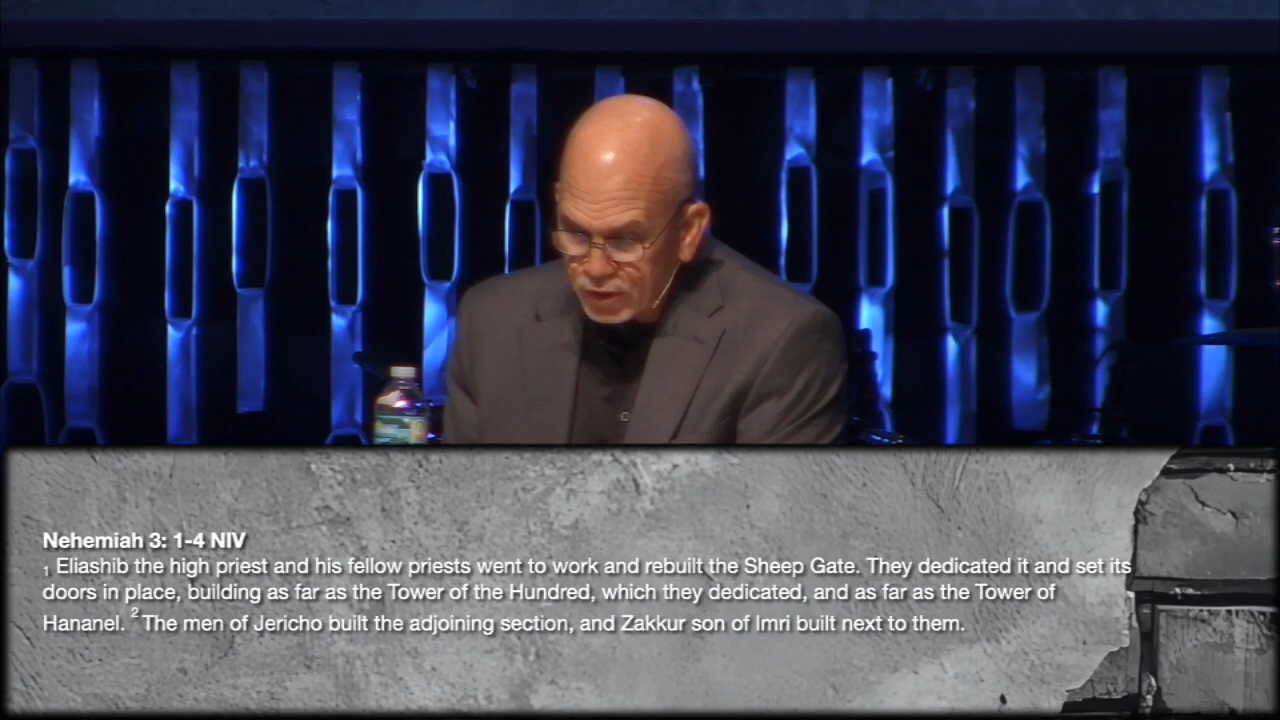 Nehemiah 3: 1-4 NIV
1 Eliashib the high priest and his fellow priests went to work and rebuilt the Sheep Gate. They dedicated it and set its
doors in place, building as far as the Tower of the Hundred, which they dedicated, and as far as the Tower of
Hananel. 2 The men of Jericho built the adjoining section, and Zakkur son of Imri built next to them.